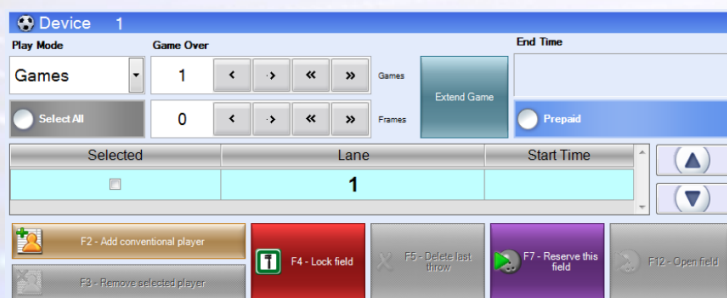 Device 1
Play Mode Game Over End Time
Games 1 < > << >> Games
Extend Game
Select All 0 < > << >> Frames Prepaid
Selected Lane Start Time
1
F2 - Add conventional player
F3 - Remove selected player
F4 - Lock field
F5 - Delete last
throw
F7 - Reserve this
field
F12 - Open field